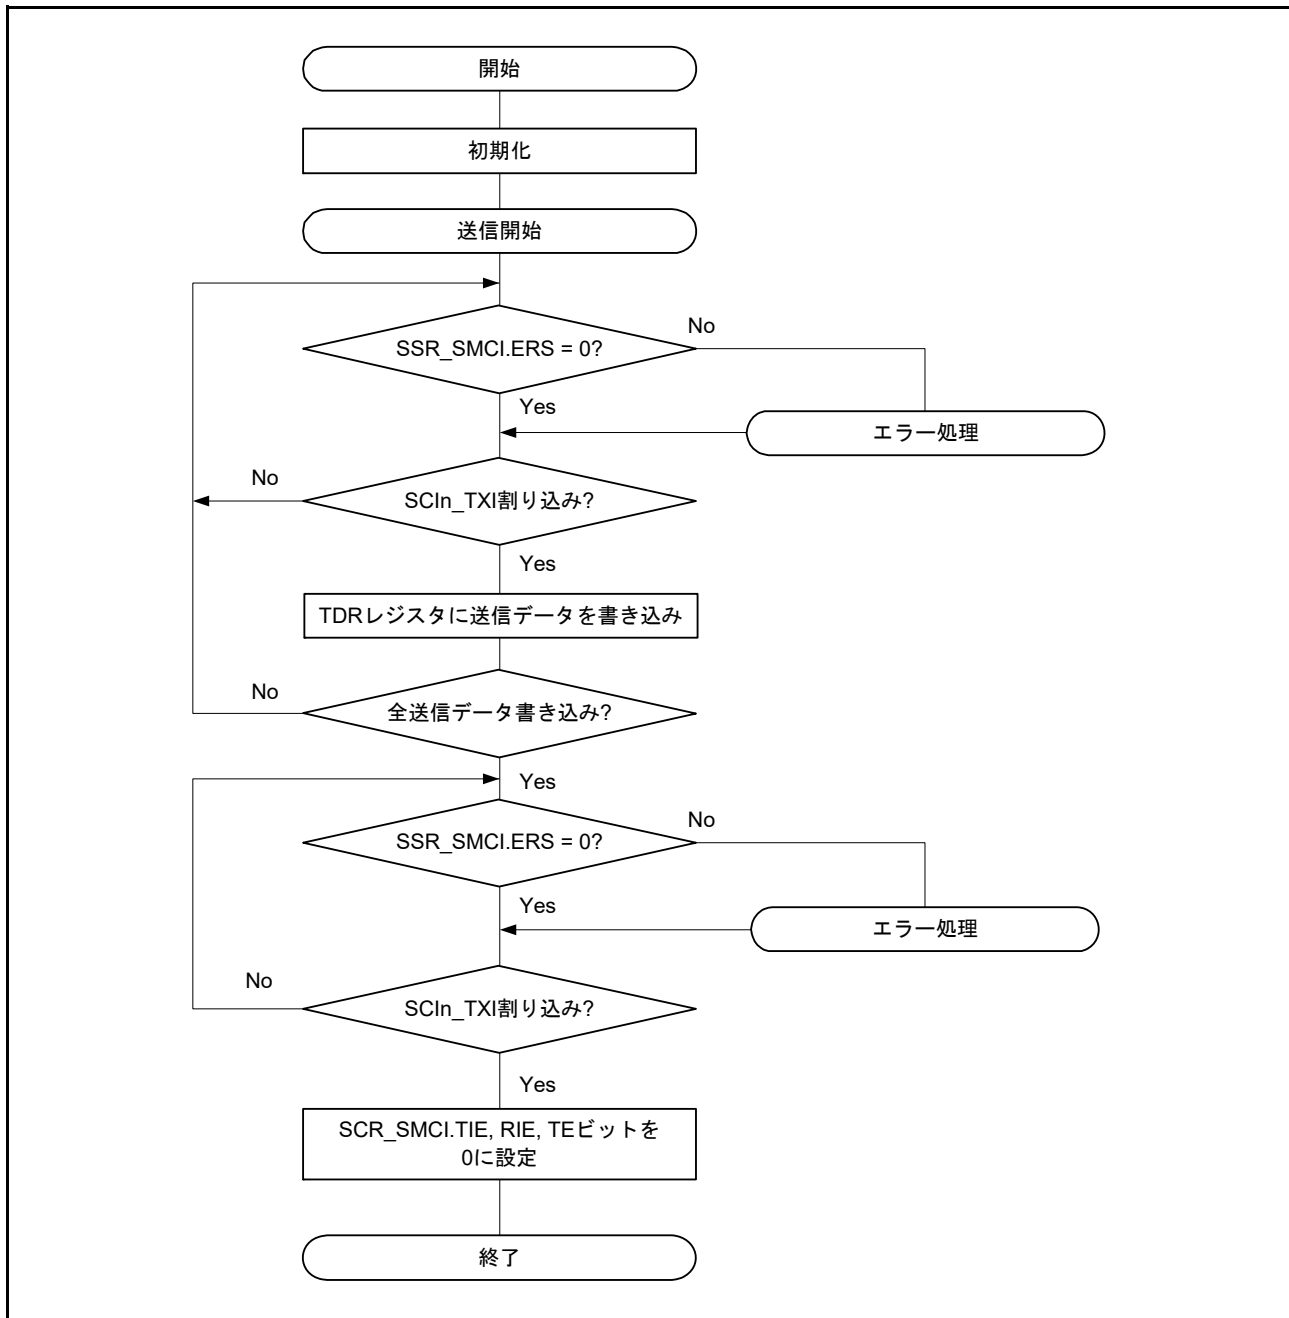 開始
初期化
送信開始
SSR_SMCI.ERS = 0?
No
Yes
エラー処理
No
SCIn_TXI割り込み?
Yes
TDRレジスタに送信データを書き込み
No
全送信データ書き込み?
Yes
SSR_SMCI.ERS = 0?
No
Yes
エラー処理
No
SCIn_TXI割り込み?
Yes
SCR_SMCI.TIE, RIE, TEビットを
0に設定
終了